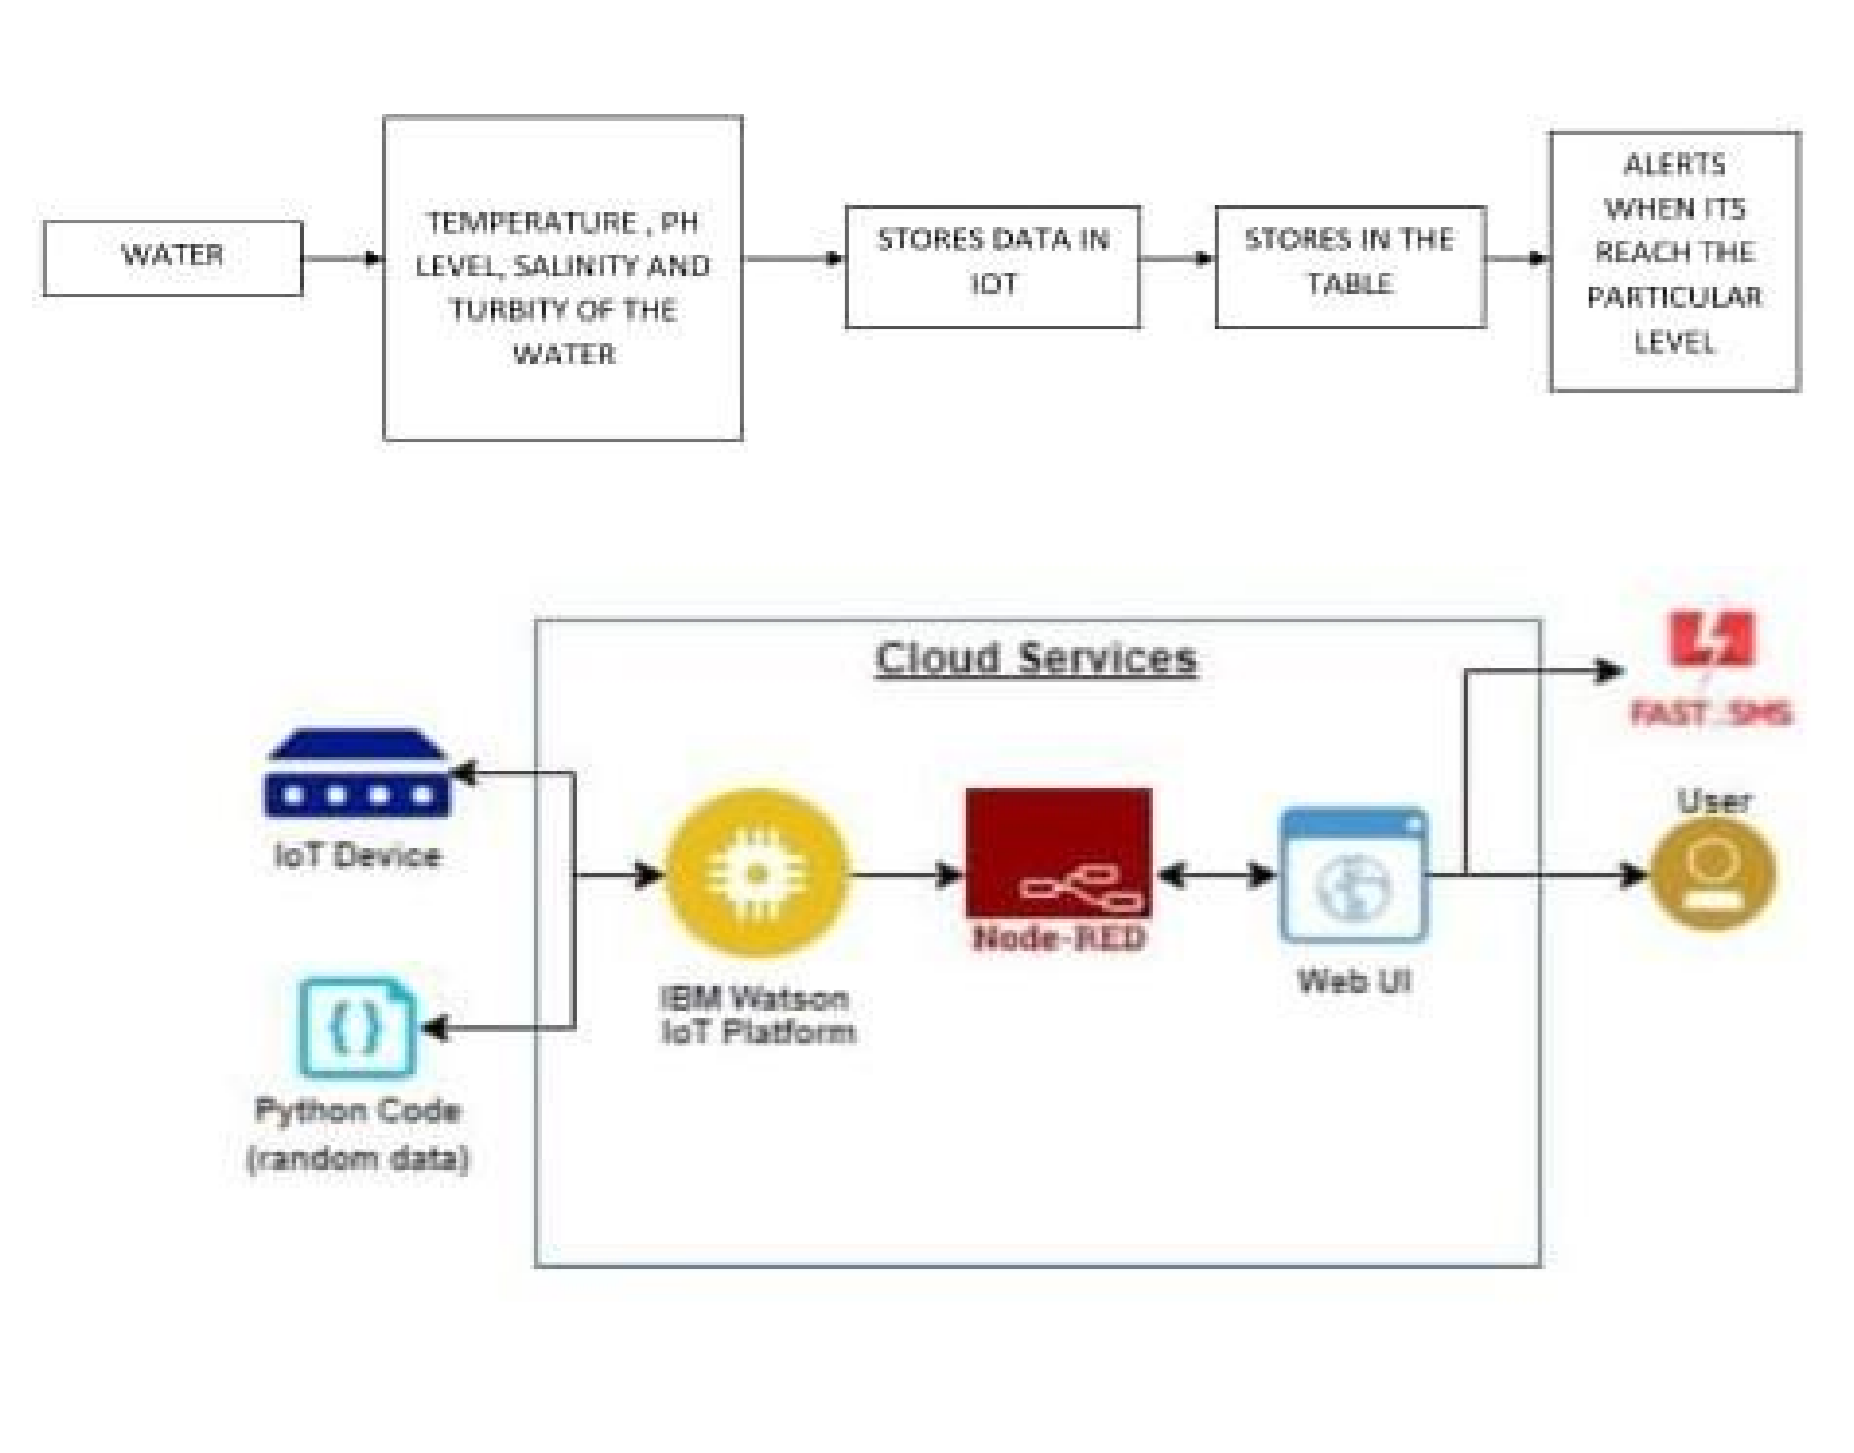 WATER
TEMPERATURE , PH
LEVEL, SALINITY AND
TURBITY OF THE
WATER
STORES DATA IN
IOT
STORES IN THE
TABLE
ALERTS
WHEN ITS
REACH THE
PARTICULAR
LEVEL
Cloud Services
FAST SMS
User
IoT Device
Node-RED
Web UI
IBM Watson
IoT Platform
Python Code
(random data)